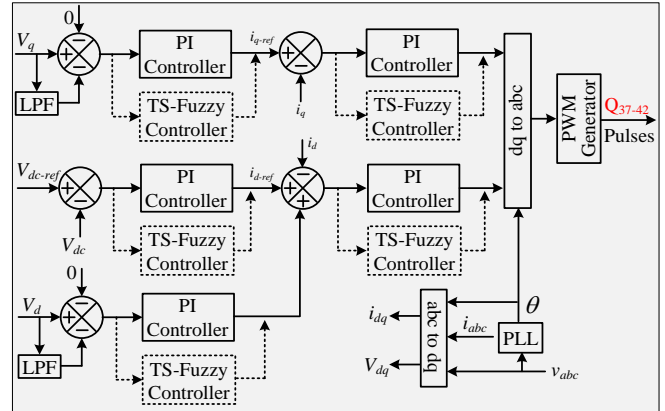 0
V_q
LPF
PI
Controller
TS-Fuzzy
Controller
i_q-ref
i_q
PI
Controller
TS-Fuzzy
Controller
dq to abc
PWM
Generator
Q_37-42
Pulses
V_dc-ref
V_dc
PI
Controller
TS-Fuzzy
Controller
i_d-ref
i_d
PI
Controller
TS-Fuzzy
Controller
0
V_d
LPF
PI
Controller
TS-Fuzzy
Controller
i_dq
V_dq
abc to dq
θ
i_abc
PLL
v_abc